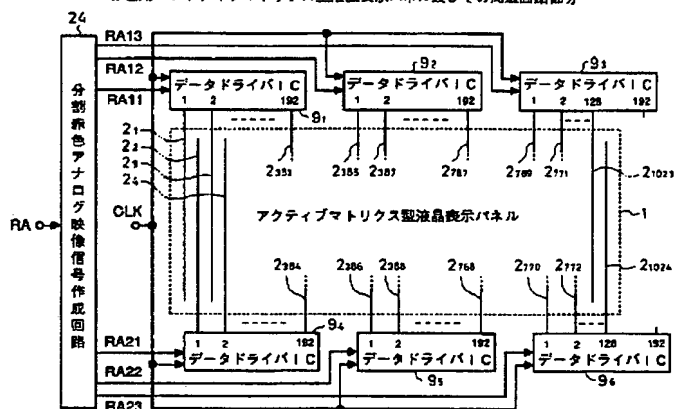 24
RA13
RA12
RA11
分割赤色アナログ映像信号作成回路
RA
CLK
データドライバIC
1 2 192
9₁
データドライバIC
1 2 192
9₂
データドライバIC
1 2 128 192
9₃
2₁
2₂
2₃
2₄
2₃₈₅ 2₃₈₇ 2₇₆₇
2₇₆₉ 2₇₇₁ 2₁₀₂₃
アクティブマトリクス型液晶表示パネル
1
2₃₈₄ 2₃₈₆ 2₃₈₈ 2₇₆₈ 2₇₇₀ 2₇₇₂ 2₁₀₂₄
1 2 192
データドライバIC
9₄
1 2 192
データドライバIC
9₅
1 2 128 192
データドライバIC
9₆
RA21
RA22
RA23